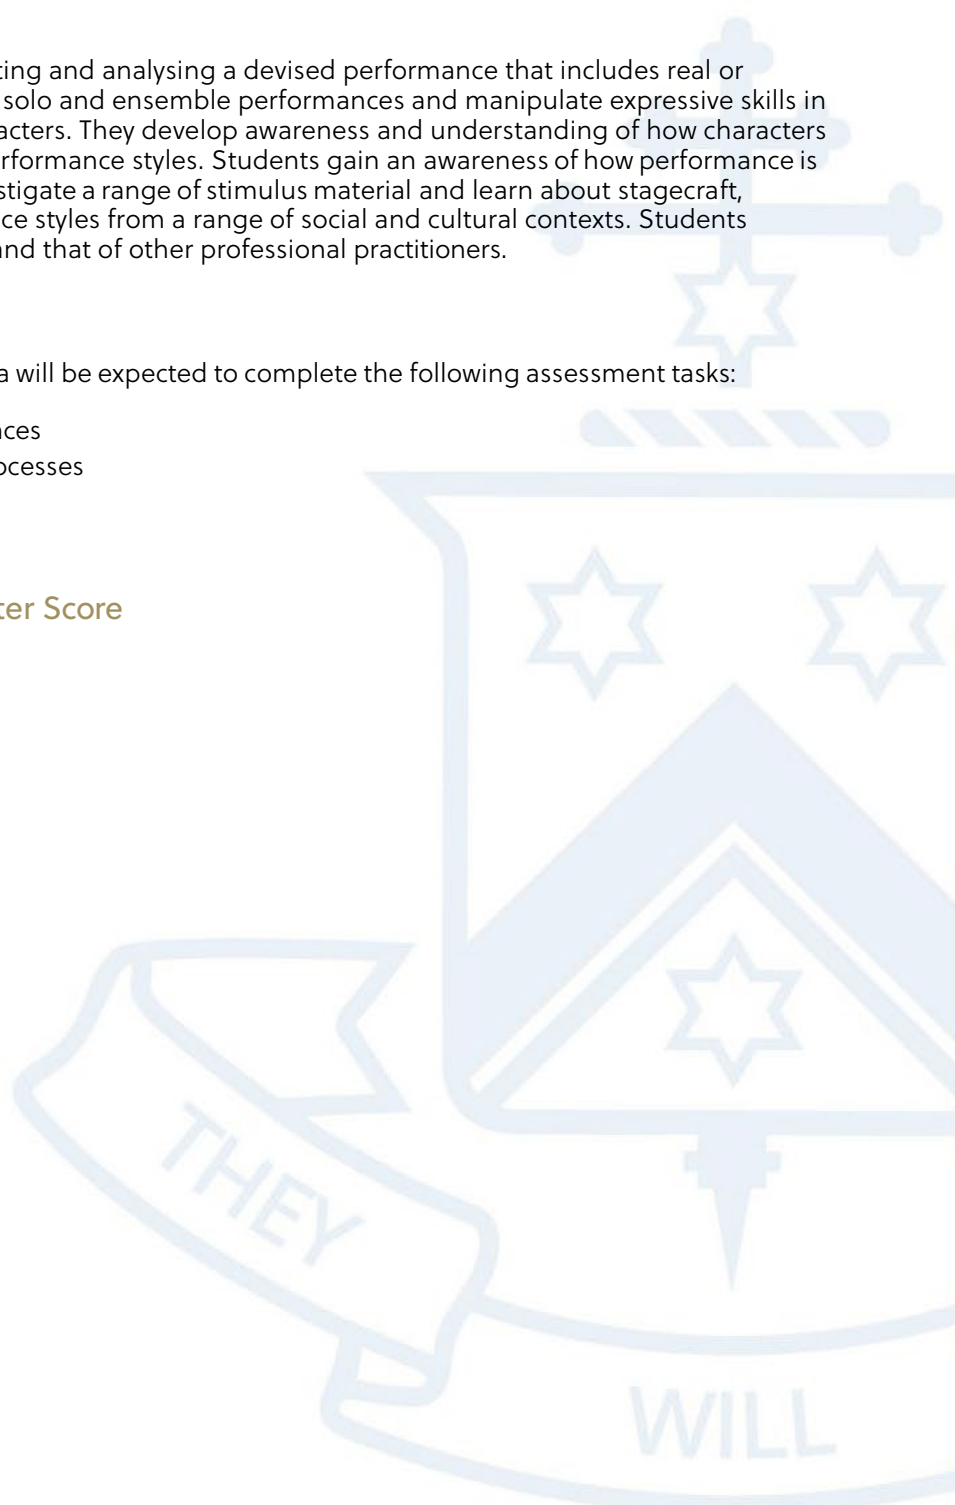 ting and analysing a devised performance that includes real or
solo and ensemble performances and manipulate expressive skills in
acters. They develop awareness and understanding of how characters
erformance styles. Students gain an awareness of how performance is
stigate a range of stimulus material and learn about stagecraft,
ce styles from a range of social and cultural contexts. Students
and that of other professional practitioners.
a will be expected to complete the following assessment tasks:
nces
ocesses
ter Score
THEY
WILL